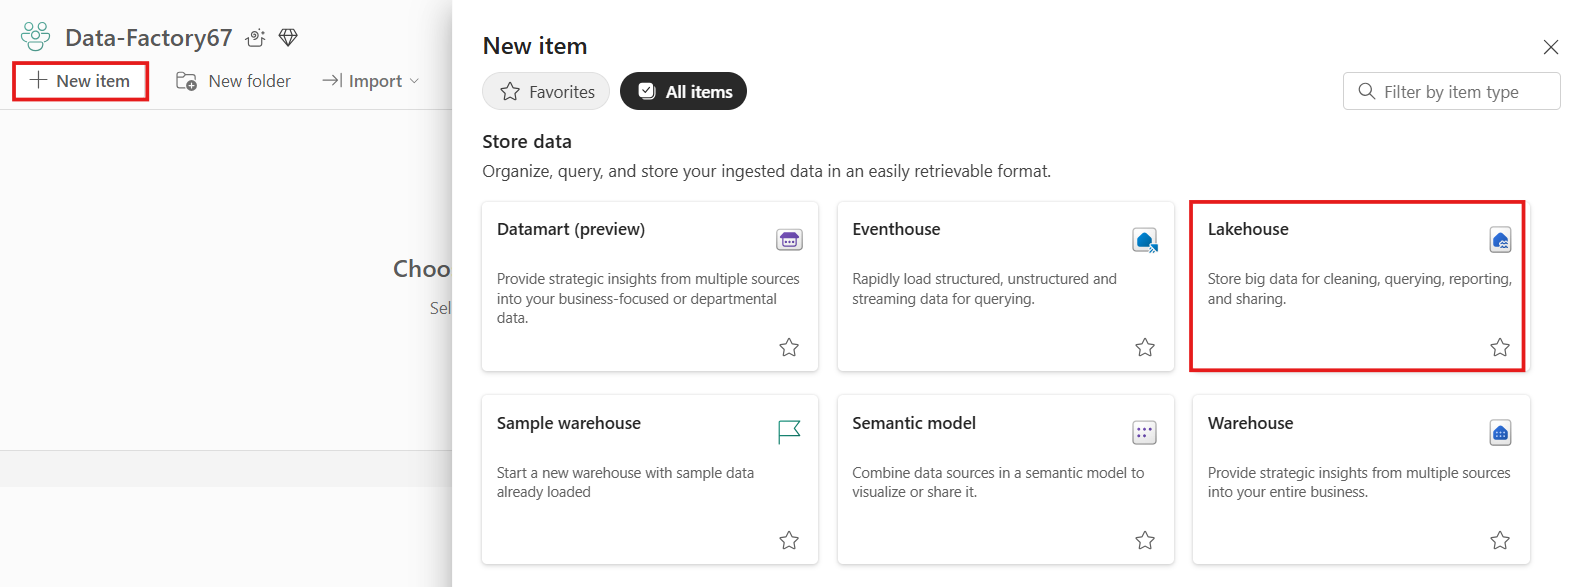 Data-Factory67
New item
New folder
Import
Choo
Sel
New item
Favorites
All items
Filter by item type
Store data
Organize, query, and store your ingested data in an easily retrievable format.
Datamart (preview)
Provide strategic insights from multiple sources
into your business-focused or departmental
data.
Eventhouse
Rapidly load structured, unstructured and
streaming data for querying.
Lakehouse
Store big data for cleaning, querying, reporting,
and sharing.
Sample warehouse
Start a new warehouse with sample data
already loaded
Semantic model
Combine data sources in a semantic model to
visualize or share it.
Warehouse
Provide strategic insights from multiple sources
into your entire business.